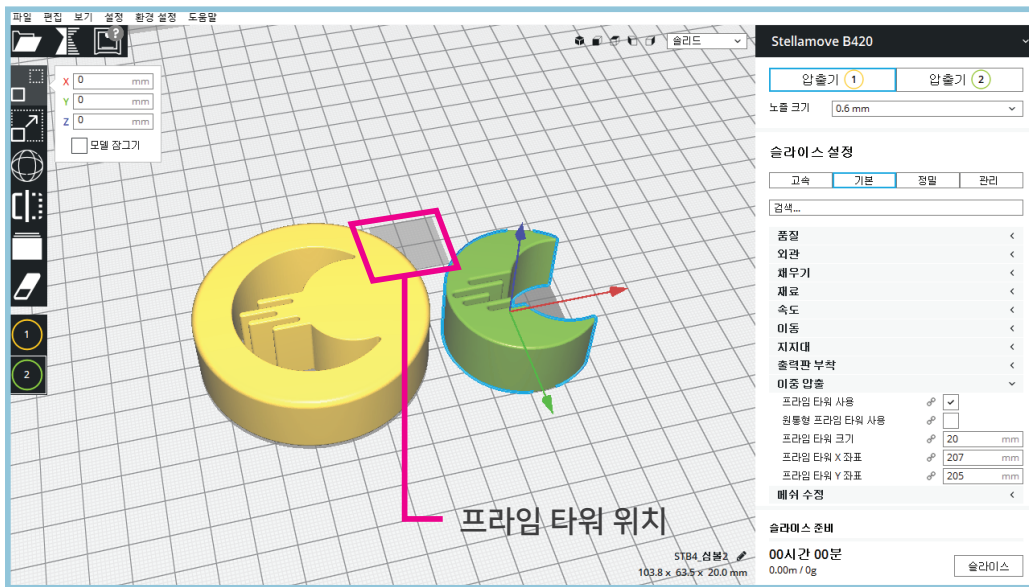 파일 편집 보기 설정 환경 설정 도움말
?
솔리드
Stellamove B420
X 0 mm
Y 0 mm
Z 0 mm
모델 잠그기
압출기 1 압출기 2
노즐 크기 0.6 mm
슬라이스 설정
고속 기본 정밀 관리
검색...
품질
외관
채우기
재료
속도
이동
지지대
출력판 부착
이중 압출
프라임 타워 사용
원통형 프라임 타워 사용
프라임 타워 크기 20 mm
프라임 타워 X 좌표 207 mm
프라임 타워 Y 좌표 205 mm
메쉬 수정
1
2
프라임 타워 위치
STB4_심볼2
103.8 x 63.5 x 20.0 mm
슬라이스 준비
00시간 00분
0.00m / 0g
슬라이스